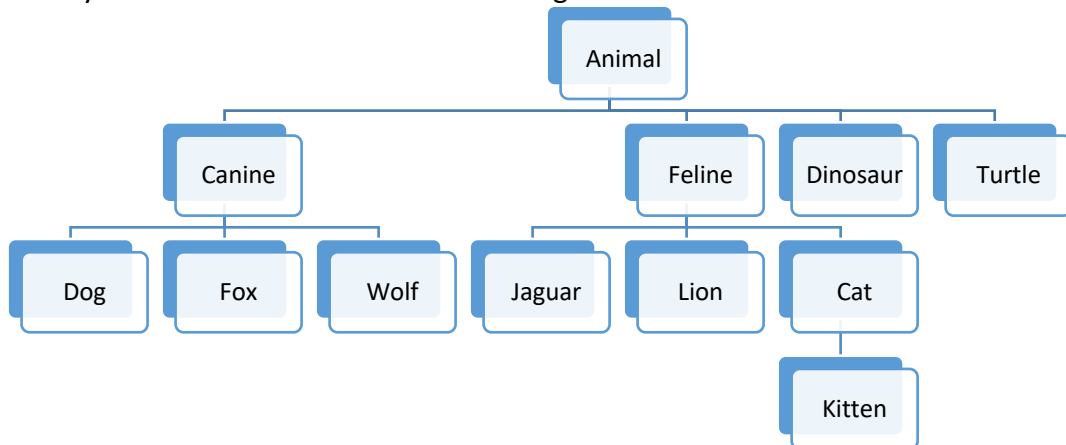 Animal
Canine
Feline
Dinosaur
Turtle
Dog
Fox
Wolf
Jaguar
Lion
Cat
Kitten